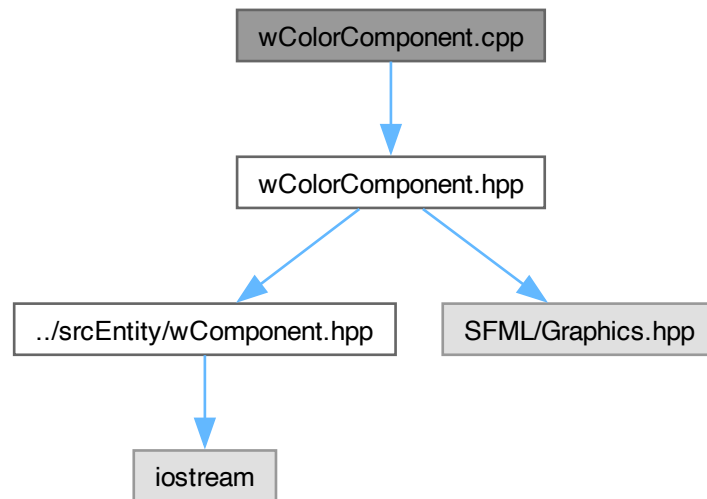 wColorComponent.cpp
wColorComponent.hpp
../srcEntity/wComponent.hpp
SFML/Graphics.hpp
iostream